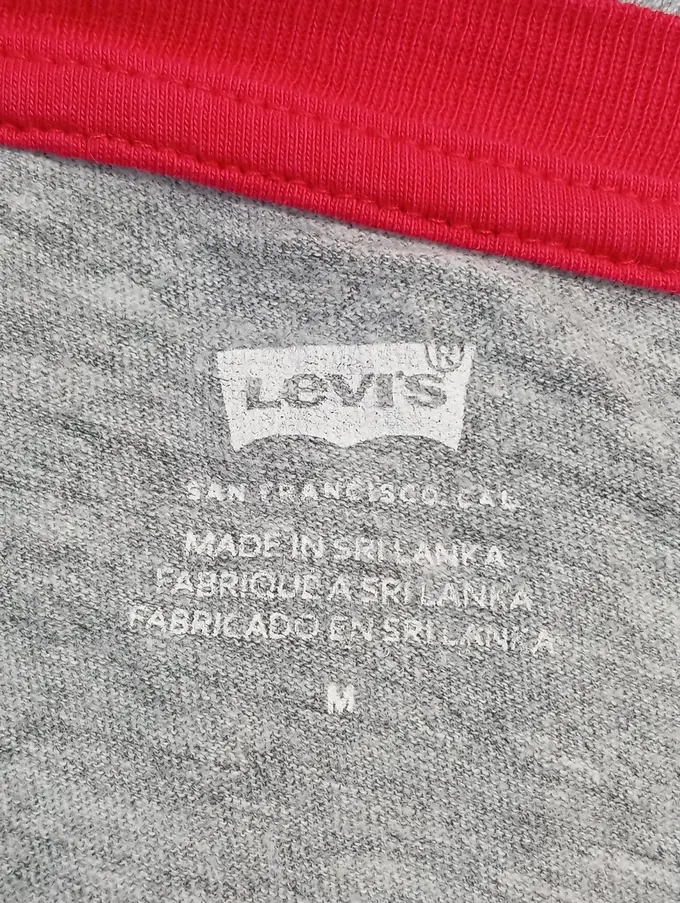 LEVI'S®
SAN FRANCISCO, CAL
MADE IN SRI LANKA
FABRIQUE A SRI LANKA
FABRICADO EN SRI LANKA
M